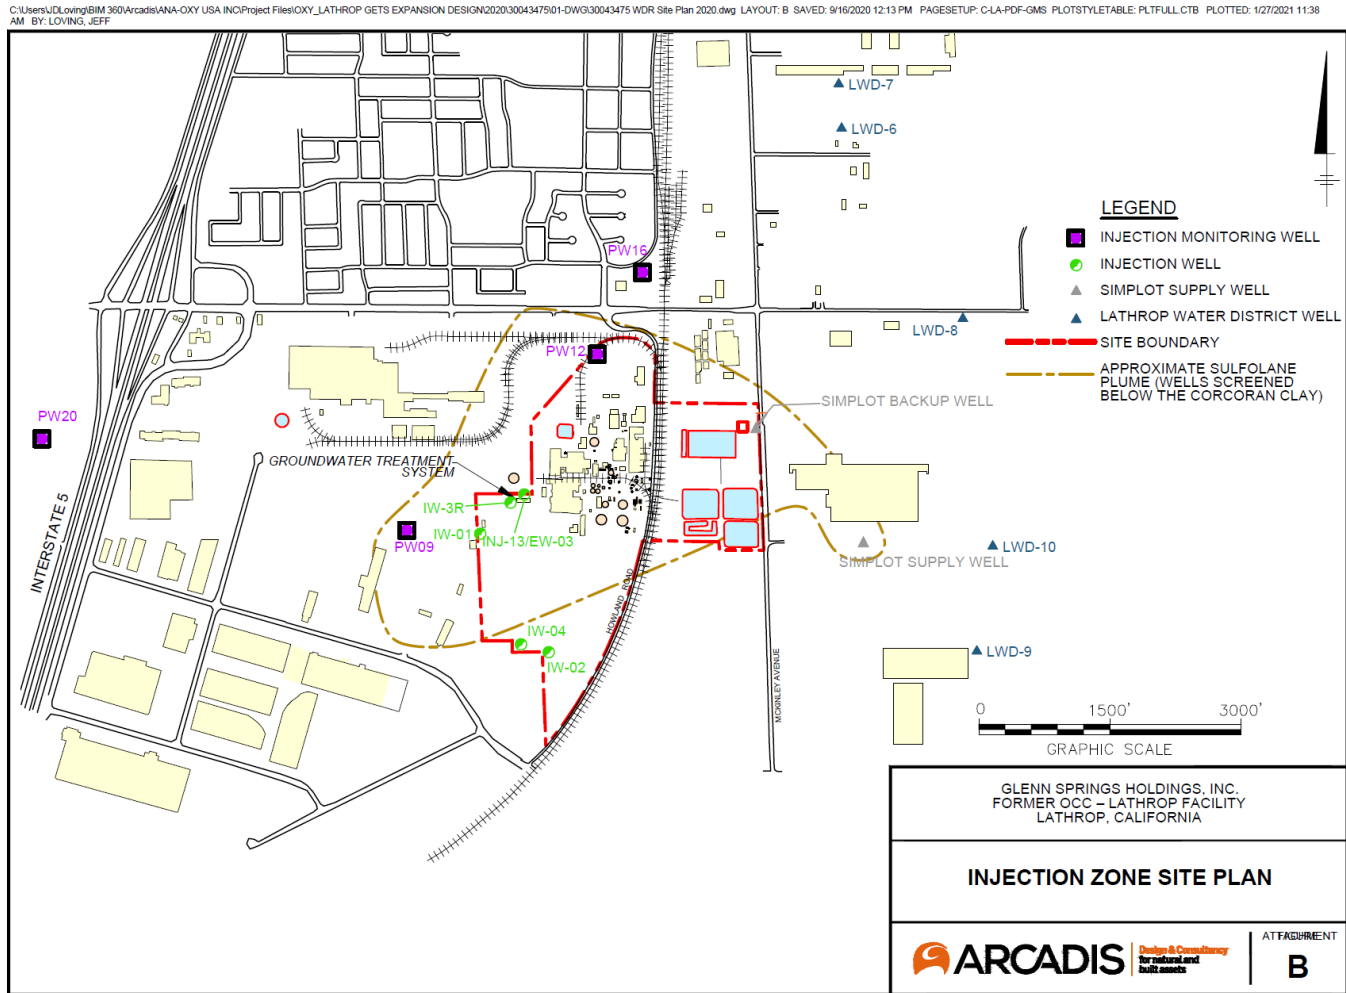 C:\Users\JDLoving\BIM 360\Arcadis\ANA-OXY USA INC\Project Files\OXY_LATHROP GETS EXPANSION DESIGN\2020\30043475\01-DWG\30043475 WDR Site Plan 2020.dwg LAYOUT: B SAVED: 9/16/2020 12:13 PM PAGESETUP: C-LA-PDF-GMS PLOTSTYLETABLE: PLTFULL.CTB PLOTTED: 1/27/2021 11:38
AM BY: LOVING, JEFF
LWD-7
LWD-6
LEGEND
INJECTION MONITORING WELL
INJECTION WELL
SIMPLOT SUPPLY WELL
LATHROP WATER DISTRICT WELL
SITE BOUNDARY
APPROXIMATE SULFOLANE
PLUME (WELLS SCREENED
BELOW THE CORCORAN CLAY)
PW16
LWD-8
PW12
SIMPLOT BACKUP WELL
PW20
GROUNDWATER TREATMENT
SYSTEM
IW-3R
IW-01
INJ-13/EW-03
PW09
INTERSTATE 5
LWD-10
SIMPLOT SUPPLY WELL
HOWLAND ROAD
IW-04
IW-02
LWD-9
MCKINLEY AVENUE
0 1500' 3000'
GRAPHIC SCALE
GLENN SPRINGS HOLDINGS, INC.
FORMER OCC – LATHROP FACILITY
LATHROP, CALIFORNIA
INJECTION ZONE SITE PLAN
ARCADIS
Design & Consultancy
for natural and
built assets
B